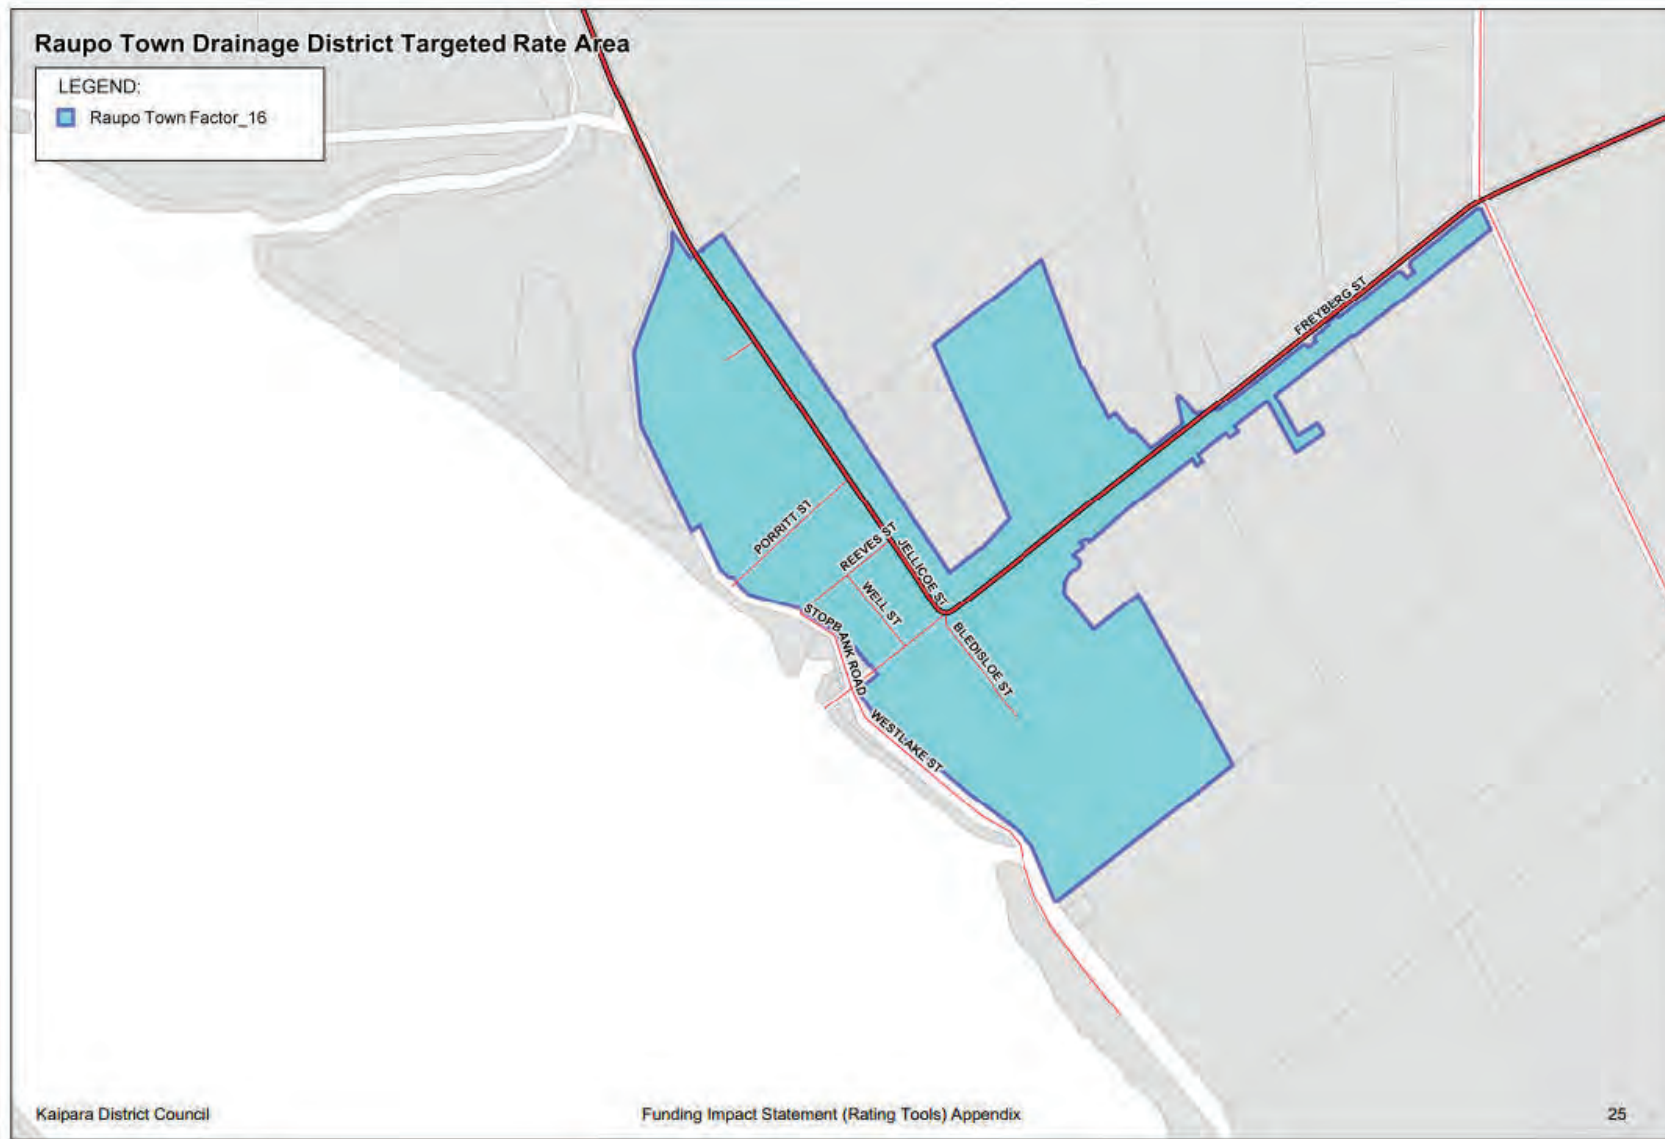 Raupo Town Drainage District Targeted Rate Area
LEGEND:
Raupo Town Factor_16
FREYBERG ST
PORRITT ST
REEVES ST
JELLICOE ST
WELL ST
STOPBANK ROAD
BLEDISLOE ST
WESTLAKE ST
Kaipara District Council
Funding Impact Statement (Rating Tools) Appendix
25